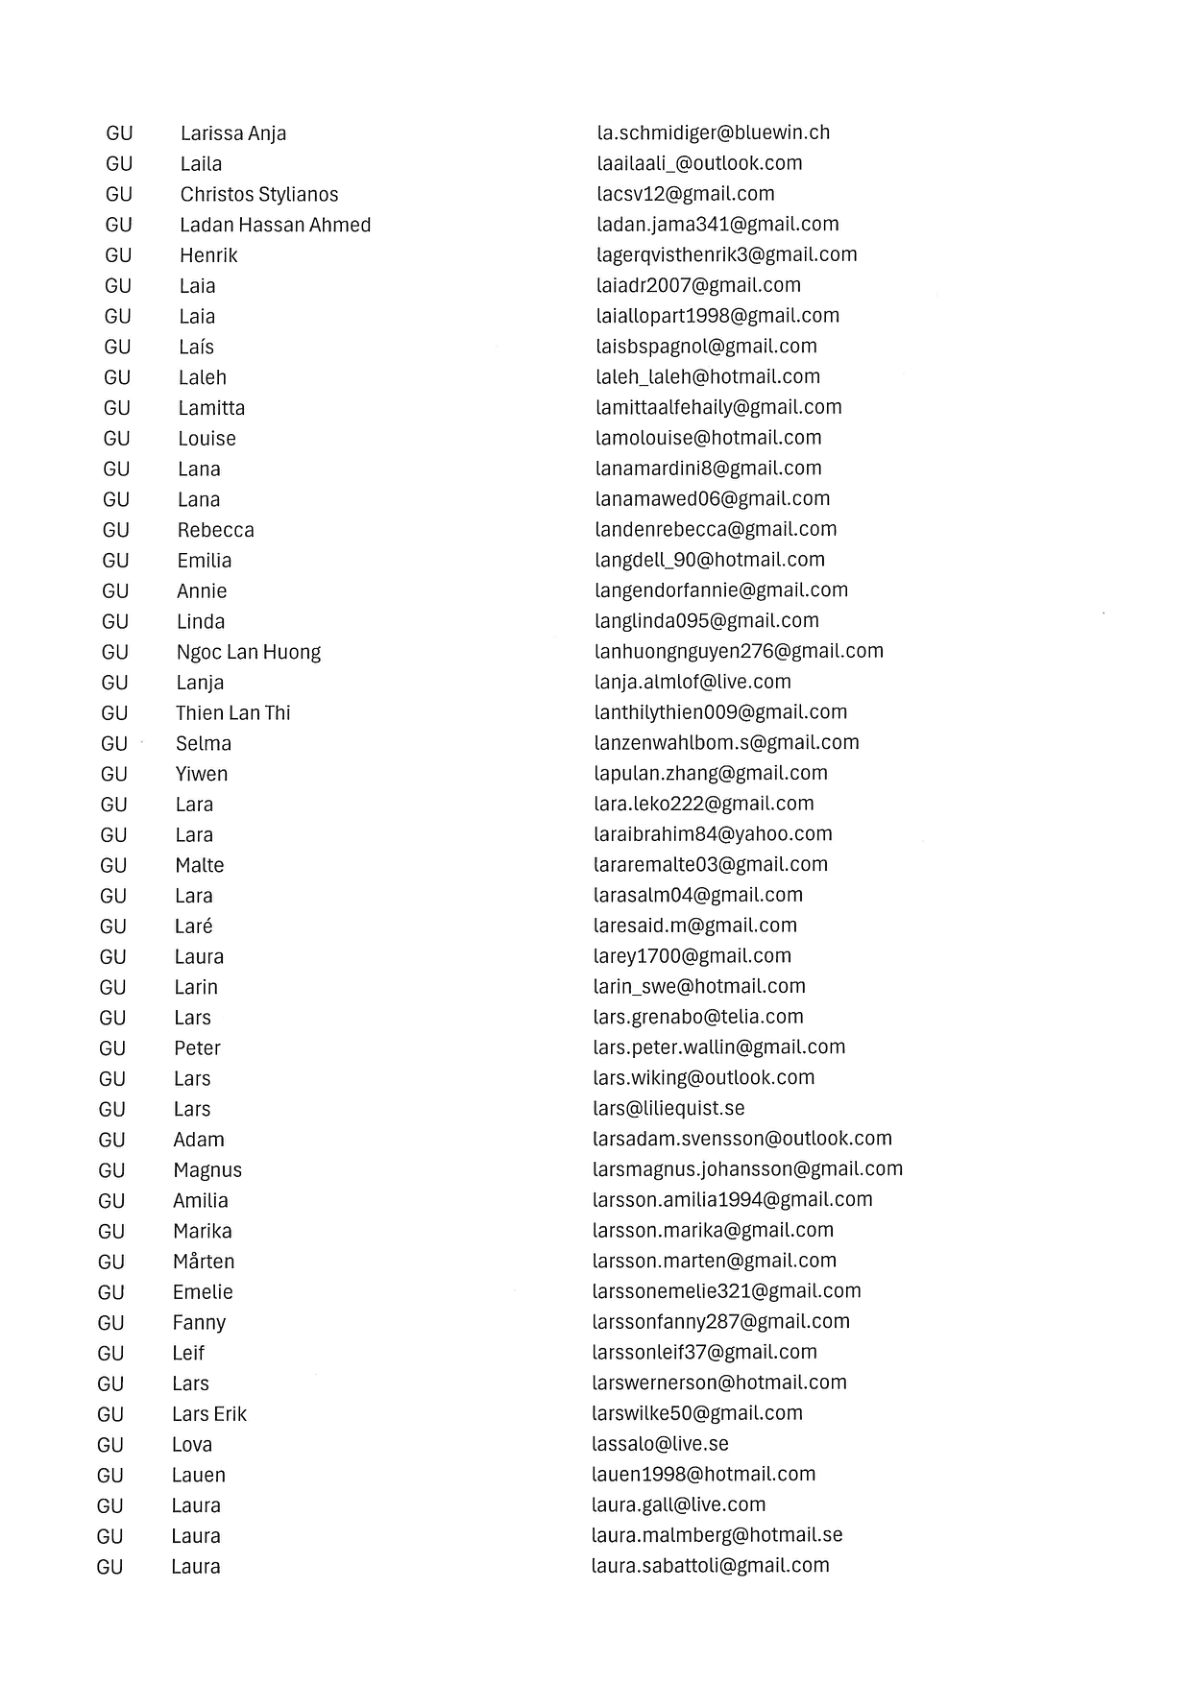 GU Larissa Anja la.schmidiger@bluewin.ch
GU Laila laailaali_@outlook.com
GU Christos Stylianos lacsv12@gmail.com
GU Ladan Hassan Ahmed ladan.jama341@gmail.com
GU Henrik lagerqvisthenrik3@gmail.com
GU Laia laiadr2007@gmail.com
GU Laia laiallopart1998@gmail.com
GU Laís laisbspagnol@gmail.com
GU Laleh laleh_laleh@hotmail.com
GU Lamitta lamittaalfehaily@gmail.com
GU Louise lamolouise@hotmail.com
GU Lana lanamardini8@gmail.com
GU Lana lanamawed06@gmail.com
GU Rebecca landenrebecca@gmail.com
GU Emilia langdell_90@hotmail.com
GU Annie langendorfannie@gmail.com
GU Linda langlinda095@gmail.com
GU Ngoc Lan Huong lanhuongnguyen276@gmail.com
GU Lanja lanja.almlof@live.com
GU Thien Lan Thi lanthilythien009@gmail.com
GU Selma lanzenwahlbom.s@gmail.com
GU Yiwen lapulan.zhang@gmail.com
GU Lara lara.leko222@gmail.com
GU Lara laraibrahim84@yahoo.com
GU Malte lararemalte03@gmail.com
GU Lara larasalm04@gmail.com
GU Laré laresaid.m@gmail.com
GU Laura larey1700@gmail.com
GU Larin larin_swe@hotmail.com
GU Lars lars.grenabo@telia.com
GU Peter lars.peter.wallin@gmail.com
GU Lars lars.wiking@outlook.com
GU Lars lars@liliequist.se
GU Adam larsadam.svensson@outlook.com
GU Magnus larsmagnus.johansson@gmail.com
GU Amilia larsson.amilia1994@gmail.com
GU Marika larsson.marika@gmail.com
GU Mårten larsson.marten@gmail.com
GU Emelie larssonemelie321@gmail.com
GU Fanny larssonfanny287@gmail.com
GU Leif larssonleif37@gmail.com
GU Lars larswernerson@hotmail.com
GU Lars Erik larswilke50@gmail.com
GU Lova lassalo@live.se
GU Lauen lauen1998@hotmail.com
GU Laura laura.gall@live.com
GU Laura laura.malmberg@hotmail.se
GU Laura laura.sabattoli@gmail.com